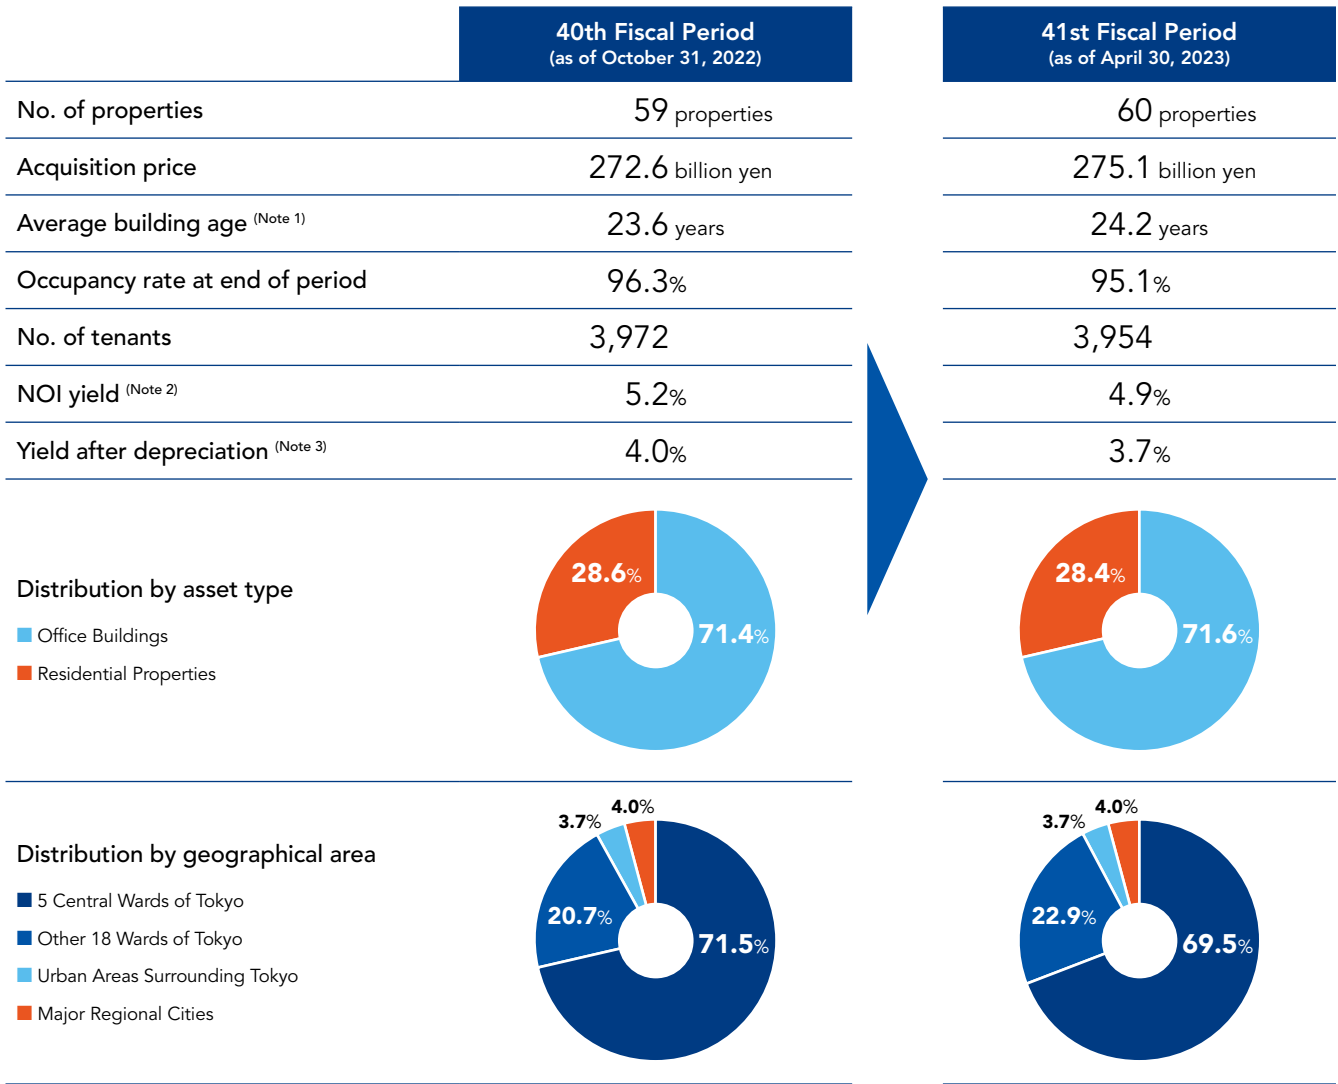 40th Fiscal Period
(as of October 31, 2022)
41st Fiscal Period
(as of April 30, 2023)
No. of properties 59 properties 60 properties
Acquisition price 272.6 billion yen 275.1 billion yen
Average building age (Note 1) 23.6 years 24.2 years
Occupancy rate at end of period 96.3% 95.1%
No. of tenants 3,972 3,954
NOI yield (Note 2) 5.2% 4.9%
Yield after depreciation (Note 3) 4.0% 3.7%
Distribution by asset type
Office Buildings
Residential Properties
28.6%
71.4%
28.4%
71.6%
Distribution by geographical area
5 Central Wards of Tokyo
Other 18 Wards of Tokyo
Urban Areas Surrounding Tokyo
Major Regional Cities
4.0%
3.7%
20.7%
71.5%
4.0%
3.7%
22.9%
69.5%